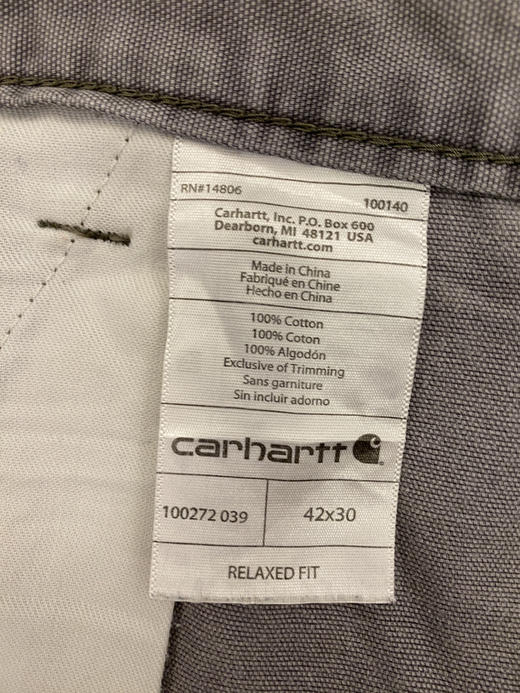 RN#14806
100140
Carhartt, Inc. P.O. Box 600
Dearborn, MI 48121 USA
carhartt.com
Made in China
Fabriqué en Chine
Hecho en China
100% Cotton
100% Coton
100% Algodón
Exclusive of Trimming
Sans garniture
Sin incluir adorno
carhartt
100272 039
42x30
RELAXED FIT